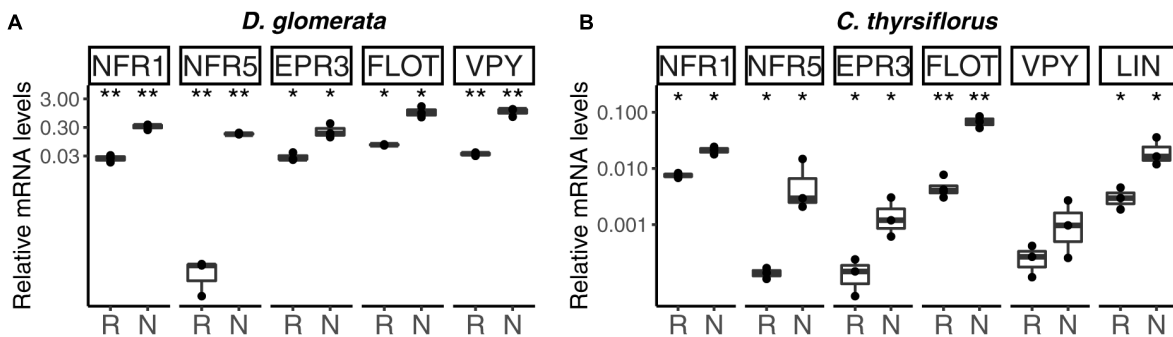 A D. glomerata
NFR1 NFR5 EPR3 FLOT VPY
** ** ** ** * * * * ** **
3.00
0.30
0.03
Relative mRNA levels
R N R N R N R N R N
B C. thyrsiflorus
NFR1 NFR5 EPR3 FLOT VPY LIN
* * * * * * ** ** * *
0.100
0.010
0.001
Relative mRNA levels
R N R N R N R N R N R N